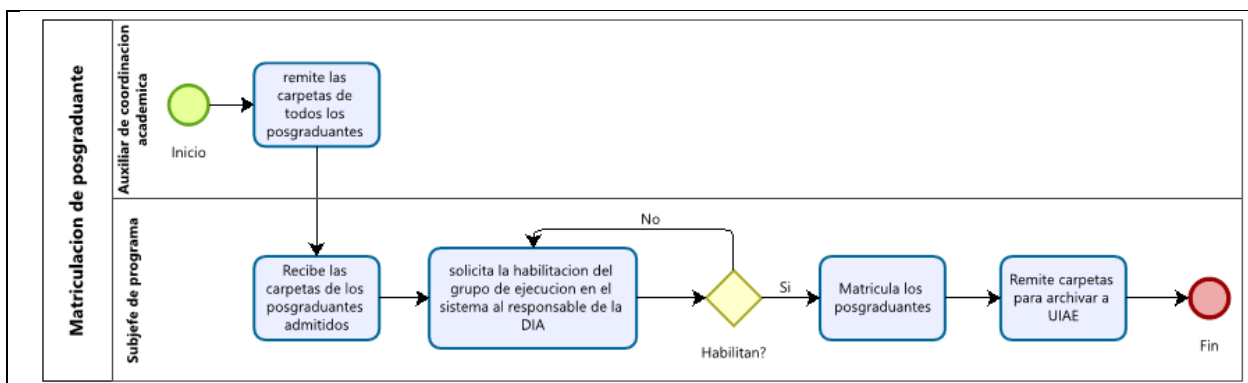 Matriculacion de posgraduante
Auxiliar de coordinacion
academica
Inicio
remite las
carpetas de
todos los
posgraduantes
Subjefe de programa
Recibe las
carpetas de los
posgraduantes
admitidos
solicita la habilitacion del
grupo de ejecucion en el
sistema al responsable de la
DIA
No
Habilitan?
Si
Matricula los
posgraduantes
Remite carpetas
para archivar a
UIAE
Fin